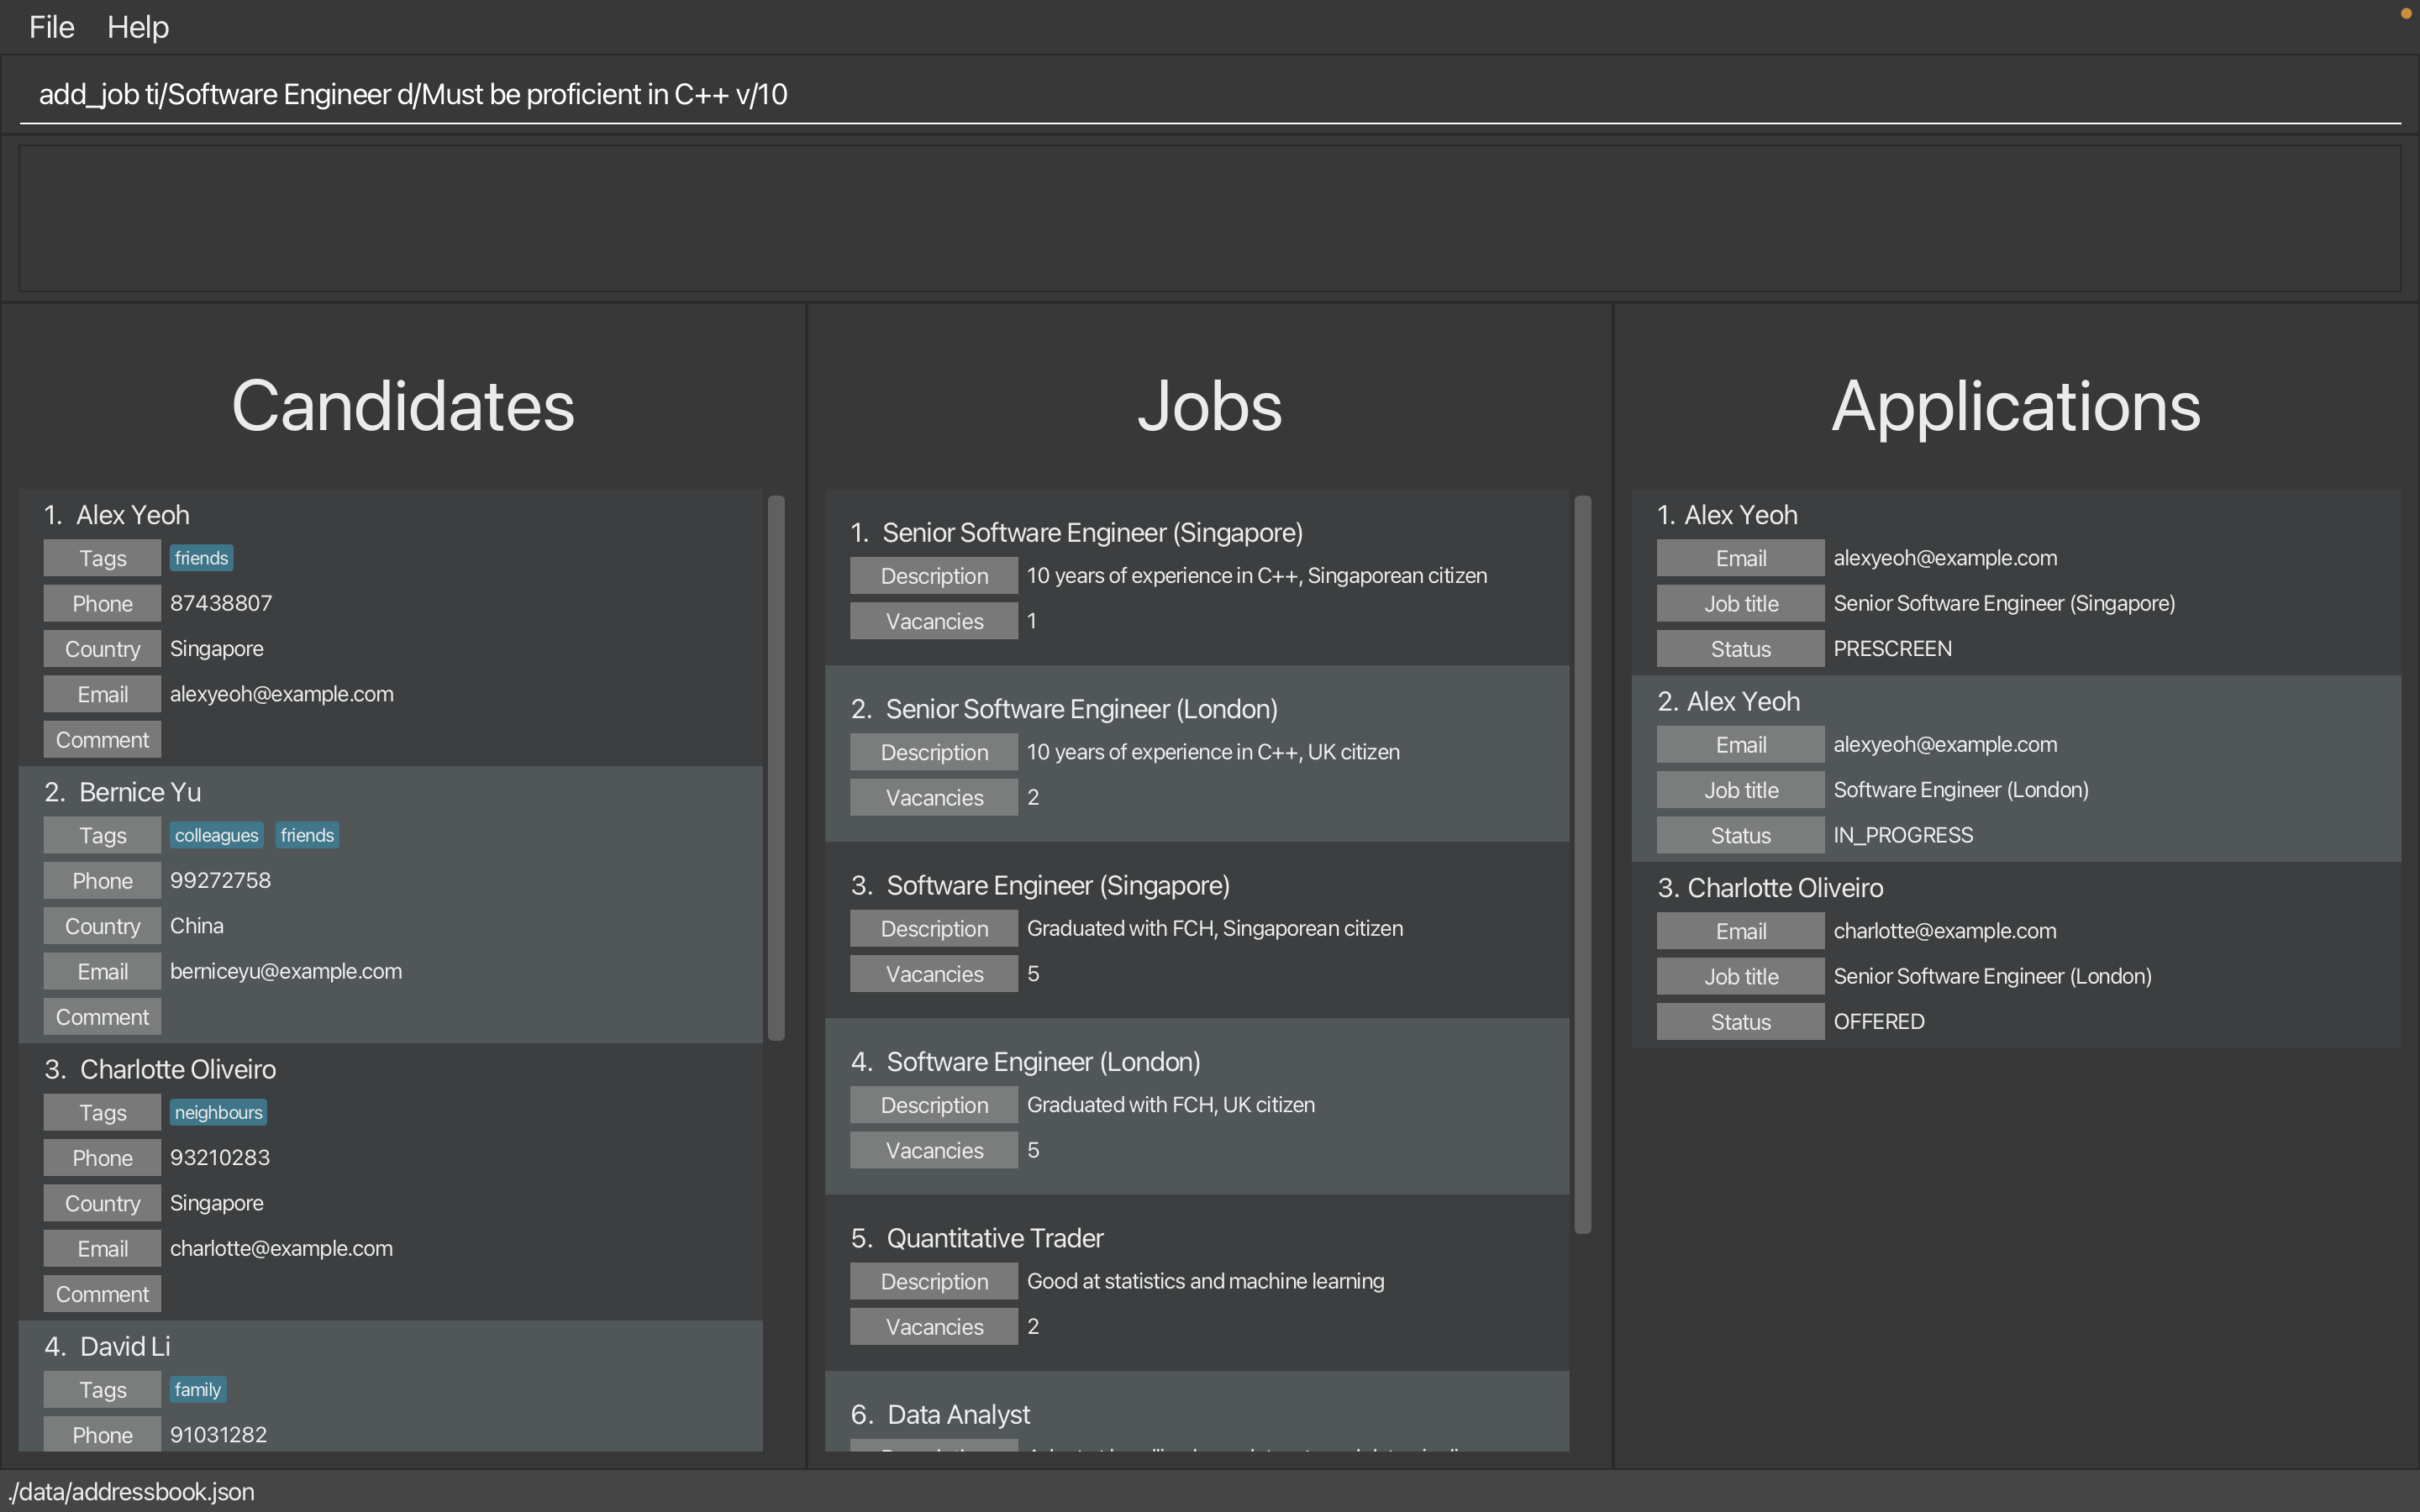 File Help
add_job ti/Software Engineer d/Must be proficient in C++ v/10
Candidates
1. Alex Yeoh
Tags friends
Phone 87438807
Country Singapore
Email alexyeoh@example.com
Comment
2. Bernice Yu
Tags colleagues friends
Phone 99272758
Country China
Email berniceyu@example.com
Comment
3. Charlotte Oliveiro
Tags neighbours
Phone 93210283
Country Singapore
Email charlotte@example.com
Comment
4. David Li
Tags family
Phone 91031282
Jobs
1. Senior Software Engineer (Singapore)
Description 10 years of experience in C++, Singaporean citizen
Vacancies 1
2. Senior Software Engineer (London)
Description 10 years of experience in C++, UK citizen
Vacancies 2
3. Software Engineer (Singapore)
Description Graduated with FCH, Singaporean citizen
Vacancies 5
4. Software Engineer (London)
Description Graduated with FCH, UK citizen
Vacancies 5
5. Quantitative Trader
Description Good at statistics and machine learning
Vacancies 2
6. Data Analyst
Applications
1. Alex Yeoh
Email alexyeoh@example.com
Job title Senior Software Engineer (Singapore)
Status PRESCREEN
2. Alex Yeoh
Email alexyeoh@example.com
Job title Software Engineer (London)
Status IN_PROGRESS
3. Charlotte Oliveiro
Email charlotte@example.com
Job title Senior Software Engineer (London)
Status OFFERED
./data/addressbook.json